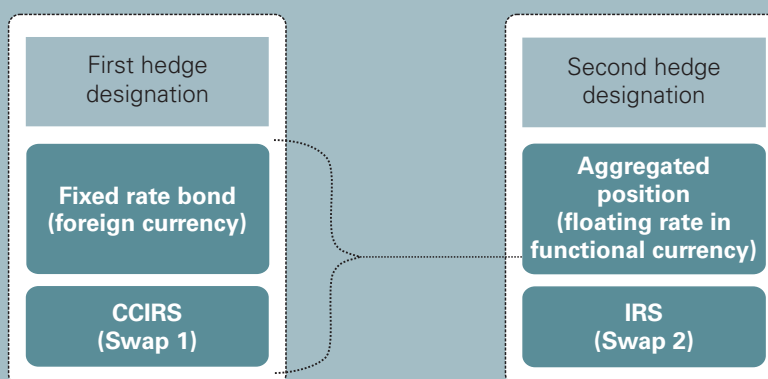 First hedge
designation
Fixed rate bond
(foreign currency)
CCIRS
(Swap 1)
Second hedge
designation
Aggregated
position
(floating rate in
functional currency)
IRS
(Swap 2)